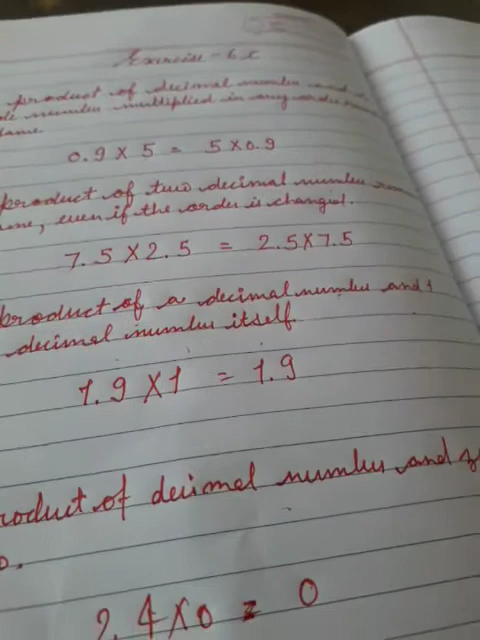 Exercise - 6 c
product of decimal number and
number multiplied in any order
same
0.9 X 5 = 5 X 0.9
product of two decimal number
even if the order is changed.
7.5 X 2.5 = 2.5 X 7.5
product of a decimal number and 1
decimal number itself
1.9 X 1 = 1.9
roduct of decimal number and
o.
2.4 X 0 = 0